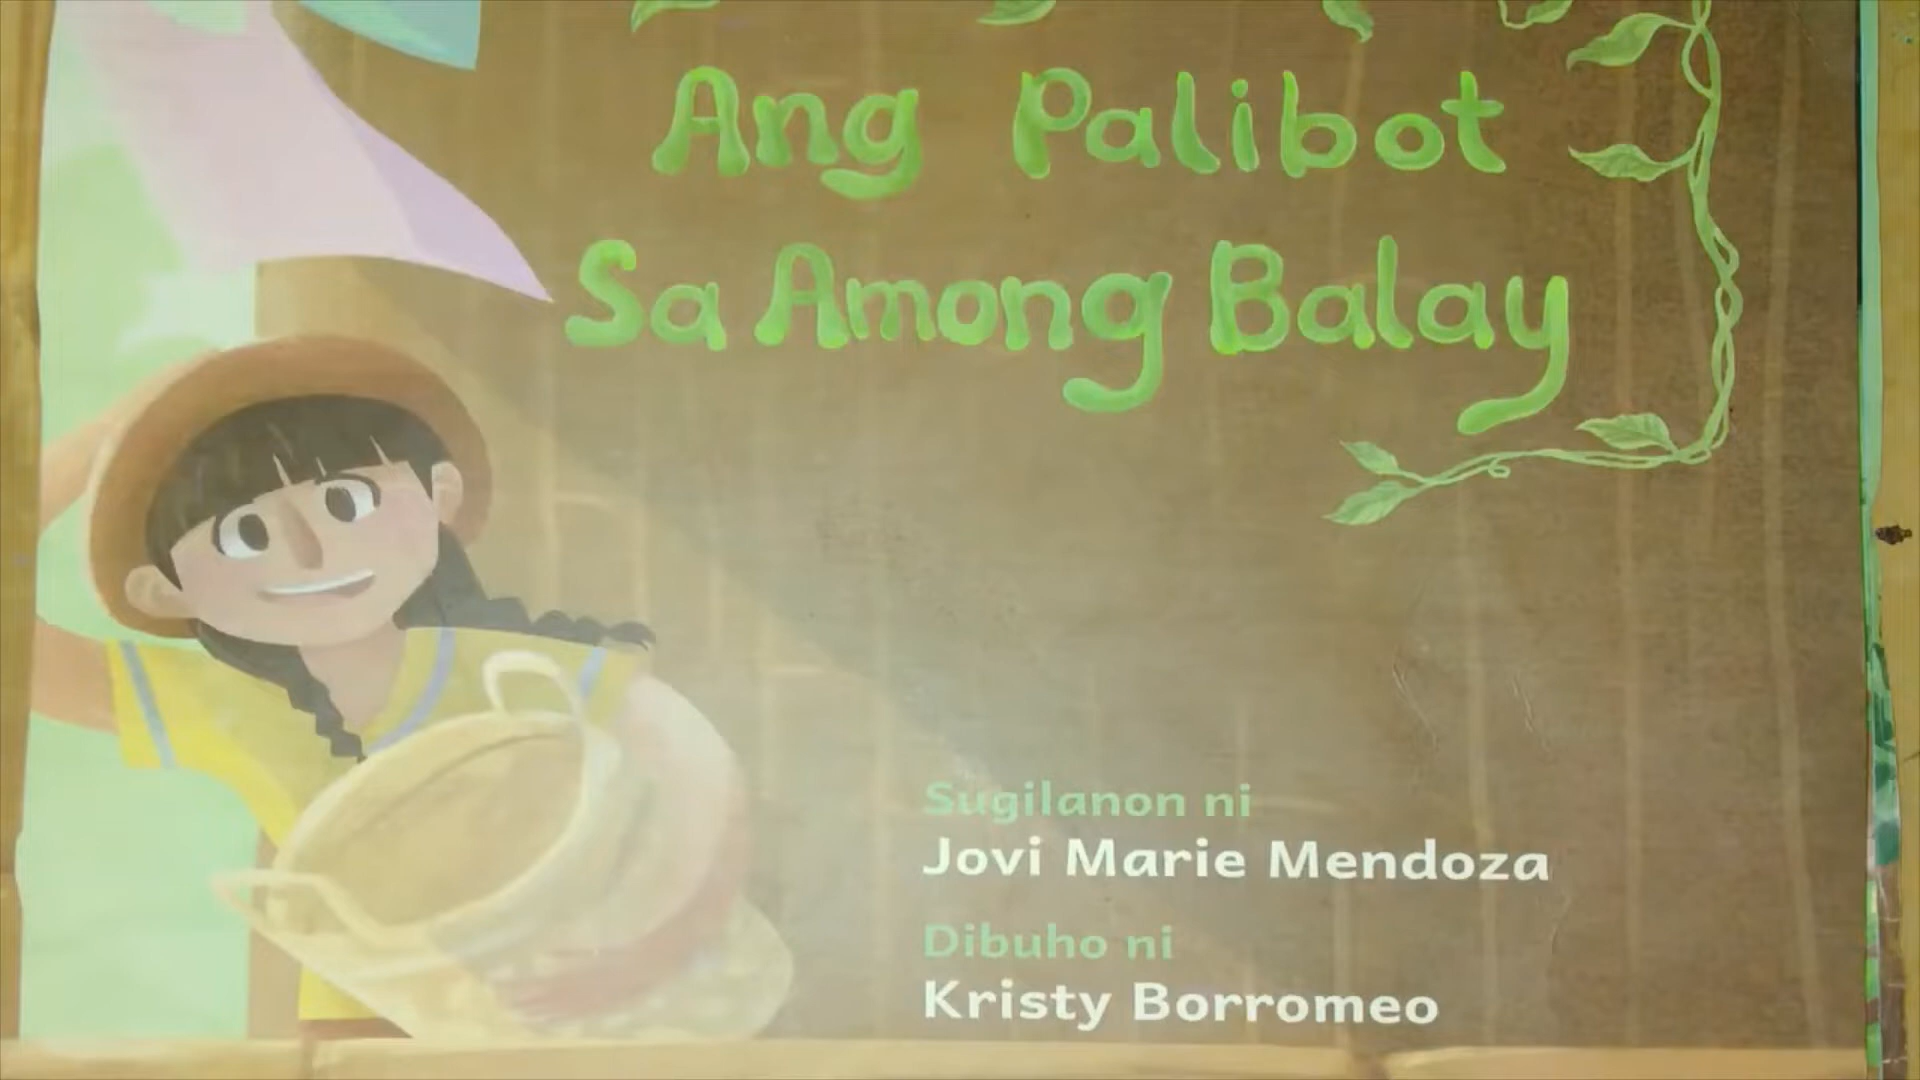 Ang Palibot
Sa Among Balay
Sugilanon ni
Jovi Marie Mendoza
Dibuho ni
Kristy Borromeo